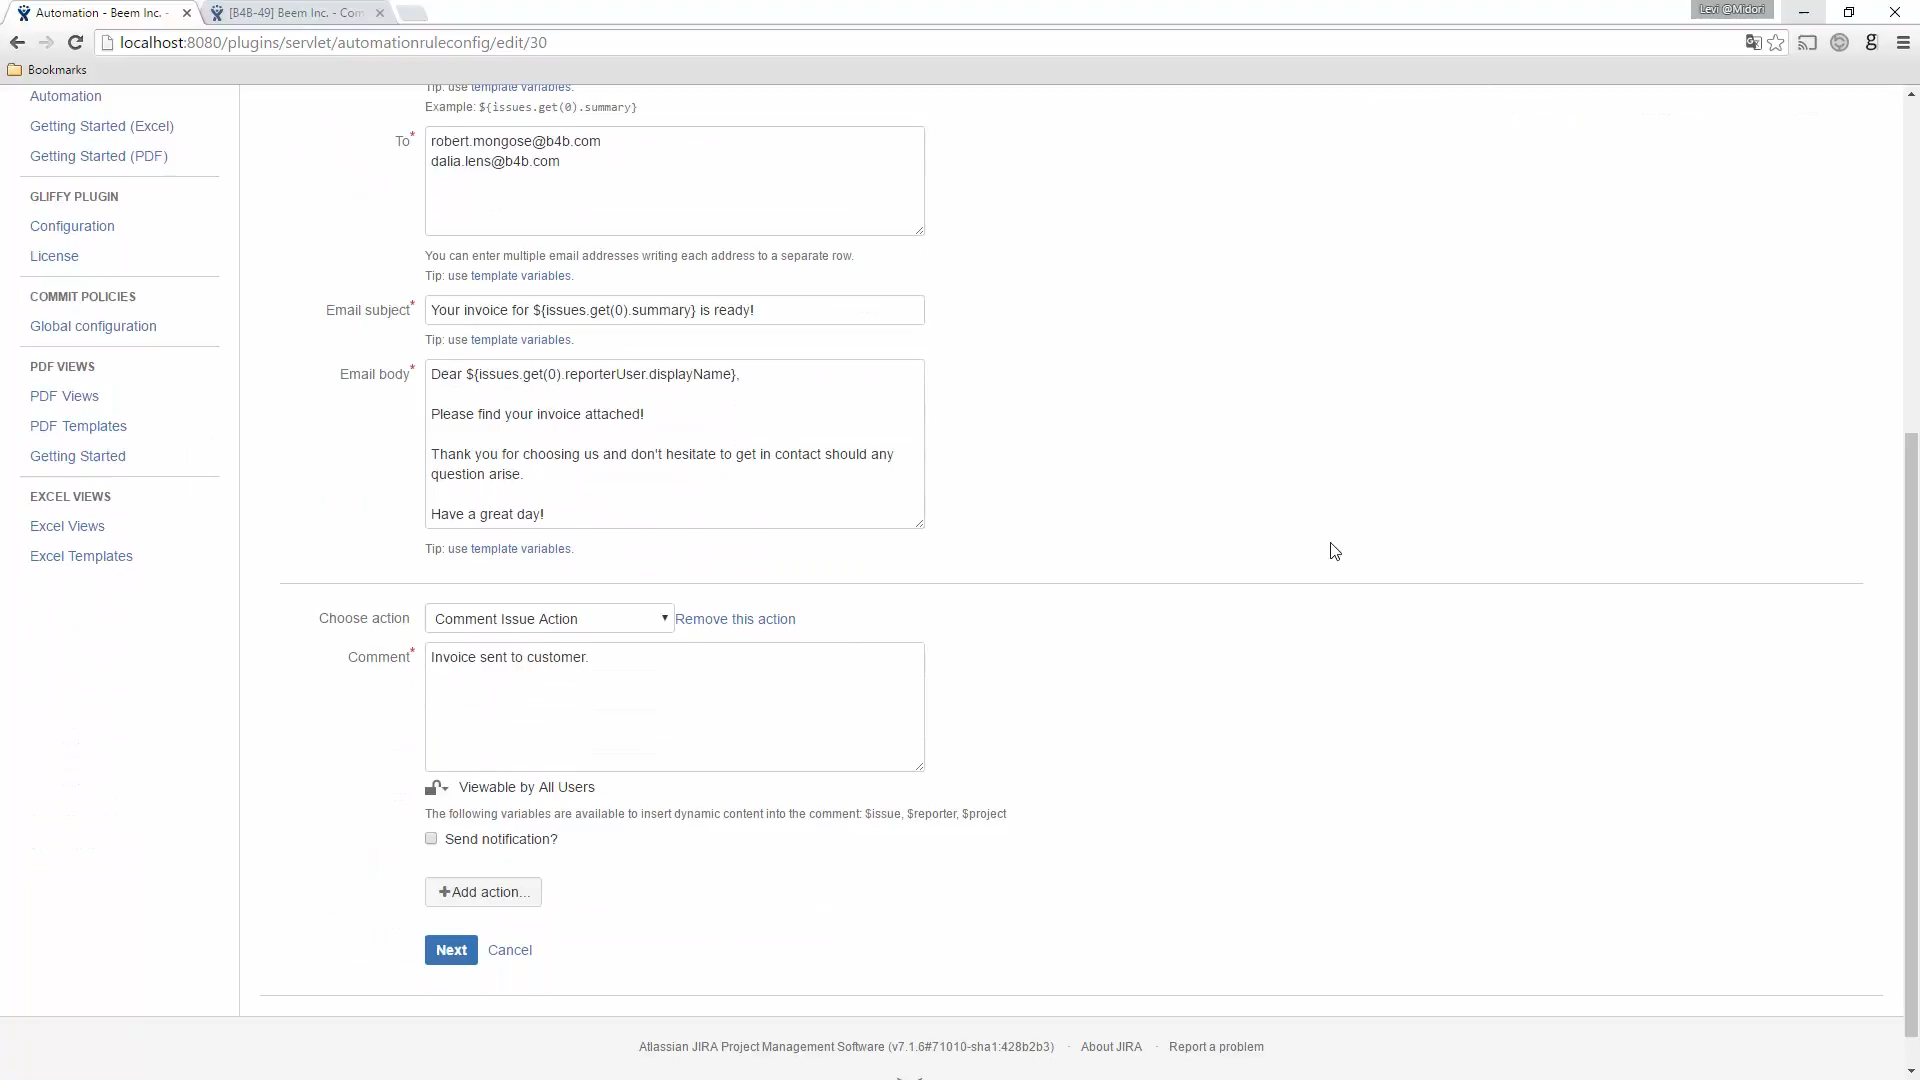 Automation - Beem Inc. -
[B4B-49] Beem Inc. - Com
Levi @Midori
localhost:8080/plugins/servlet/automationruleconfig/edit/30
Bookmarks
Automation
Getting Started (Excel)
Getting Started (PDF)
GLIFFY PLUGIN
Configuration
License
COMMIT POLICIES
Global configuration
PDF VIEWS
PDF Views
PDF Templates
Getting Started
EXCEL VIEWS
Excel Views
Excel Templates
Tip: use template variables.
Example: ${issues.get(0).summary}
To*
robert.mongose@b4b.com
dalia.lens@b4b.com
You can enter multiple email addresses writing each address to a separate row.
Tip: use template variables.
Email subject*
Your invoice for ${issues.get(0).summary} is ready!
Tip: use template variables.
Email body*
Dear ${issues.get(0).reporterUser.displayName},
Please find your invoice attached!
Thank you for choosing us and don't hesitate to get in contact should any
question arise.
Have a great day!
Tip: use template variables.
Choose action
Comment Issue Action
Remove this action
Comment*
Invoice sent to customer.
Viewable by All Users
The following variables are available to insert dynamic content into the comment: $issue, $reporter, $project
Send notification?
+Add action...
Next
Cancel
Atlassian JIRA Project Management Software (v7.1.6#71010-sha1:428b2b3) · About JIRA · Report a problem